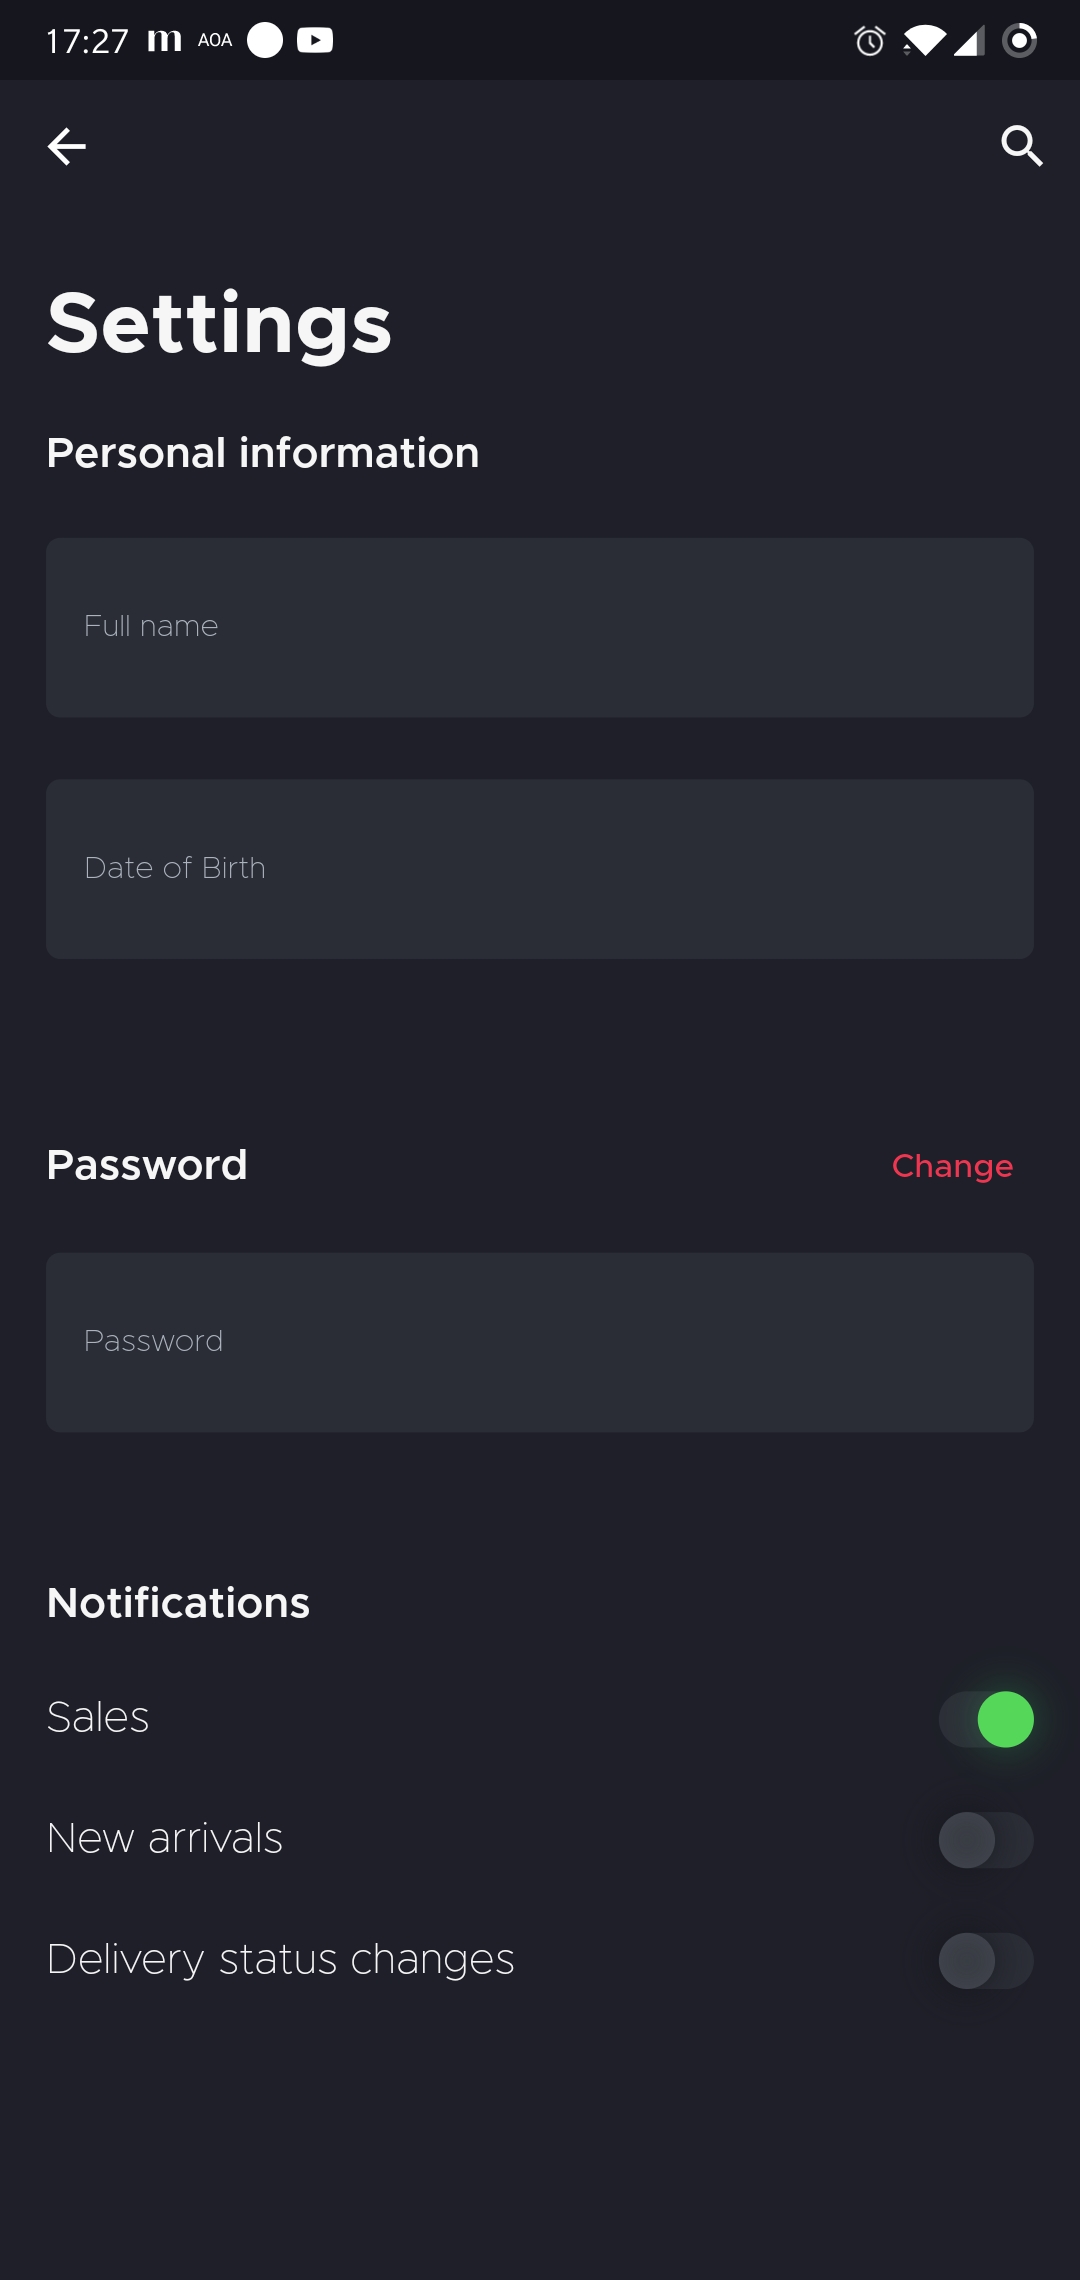 17:27 m AOA
Settings
Personal information
Full name
Date of Birth
Password
Change
Password
Notifications
Sales
New arrivals
Delivery status changes